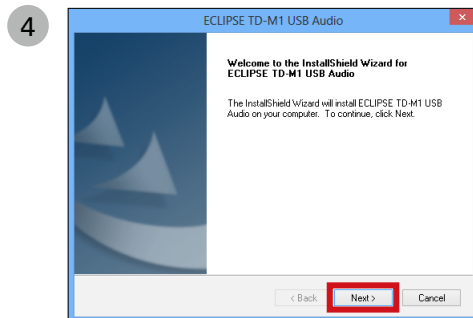 4
ECLIPSE TD-M1 USB Audio
Welcome to the InstallShield Wizard for
ECLIPSE TD-M1 USB Audio
The InstallShield Wizard will install ECLIPSE TD-M1 USB
Audio on your computer. To continue, click Next.
< Back Next > Cancel